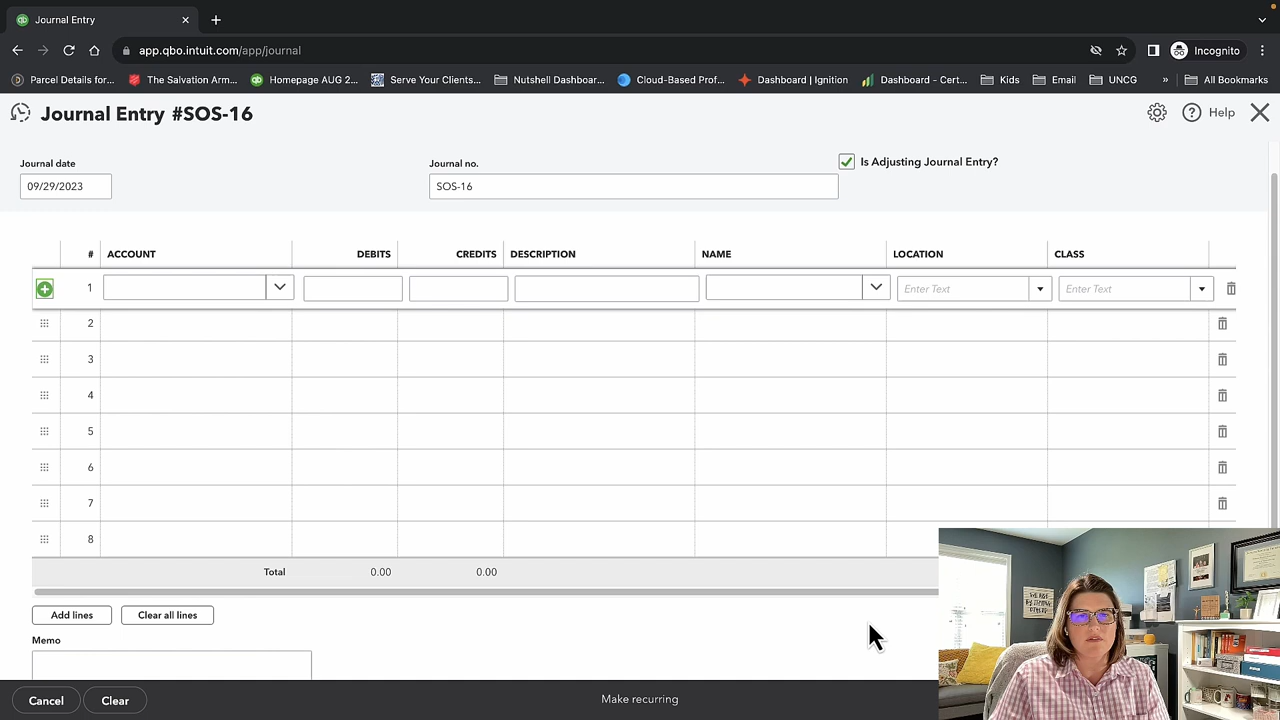 Journal Entry
app.qbo.intuit.com/app/journal
Incognito
Parcel Details for...
The Salvation Arm...
Homepage AUG 2...
Serve Your Clients...
Nutshell Dashboar...
Cloud-Based Prof...
Dashboard | Ignition
Dashboard - Cert...
Kids
Email
UNCG
»
All Bookmarks
Journal Entry #SOS-16
Help
Journal date
Journal no.
Is Adjusting Journal Entry?
09/29/2023
SOS-16
# ACCOUNT DEBITS CREDITS DESCRIPTION NAME LOCATION CLASS
1 Enter Text Enter Text
2
3
4
5
6
7
8
Total 0.00 0.00
Add lines Clear all lines
Memo
Cancel Clear Make recurring